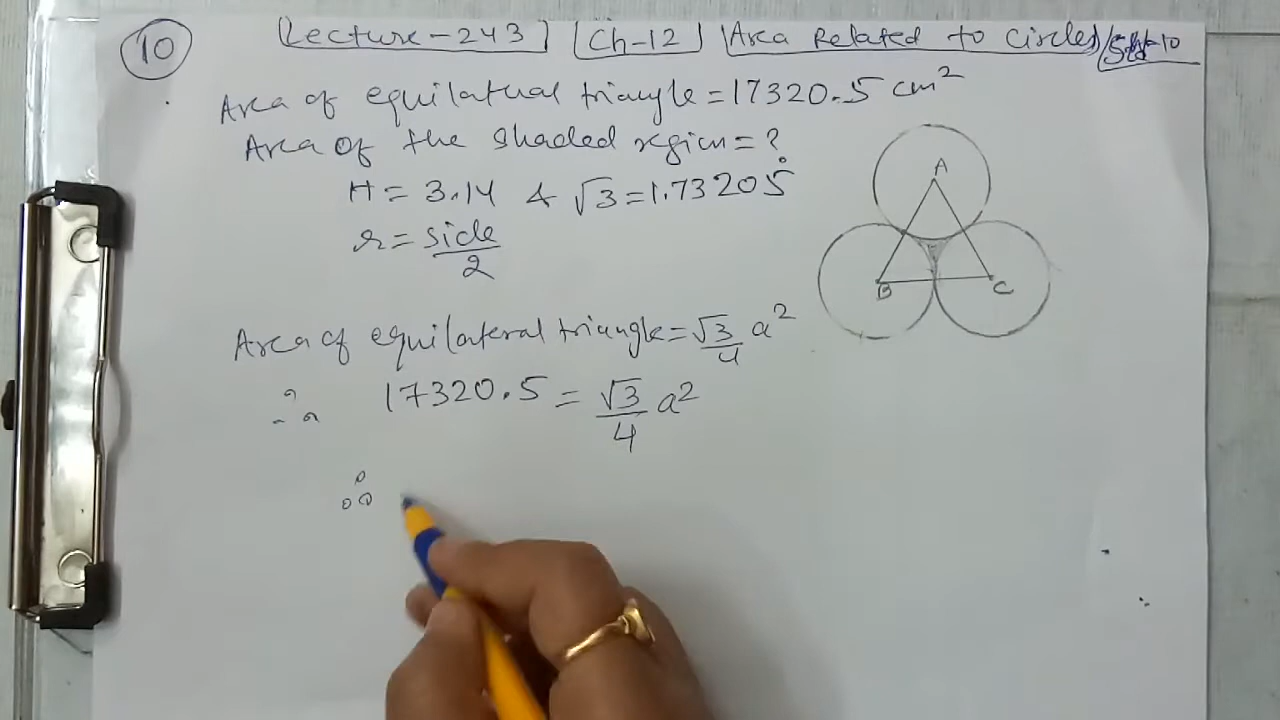 10
Lecture-243 Ch-12 Area Related to Circles
Area of equilateral triangle = 17320.5 cm²
Area of the shaded region = ?
π = 3.14 & √3 = 1.73205
r = side/2
A
B
C
Area of equilateral triangle = √3/4 a²
∴ 17320.5 = √3/4 a²
∴